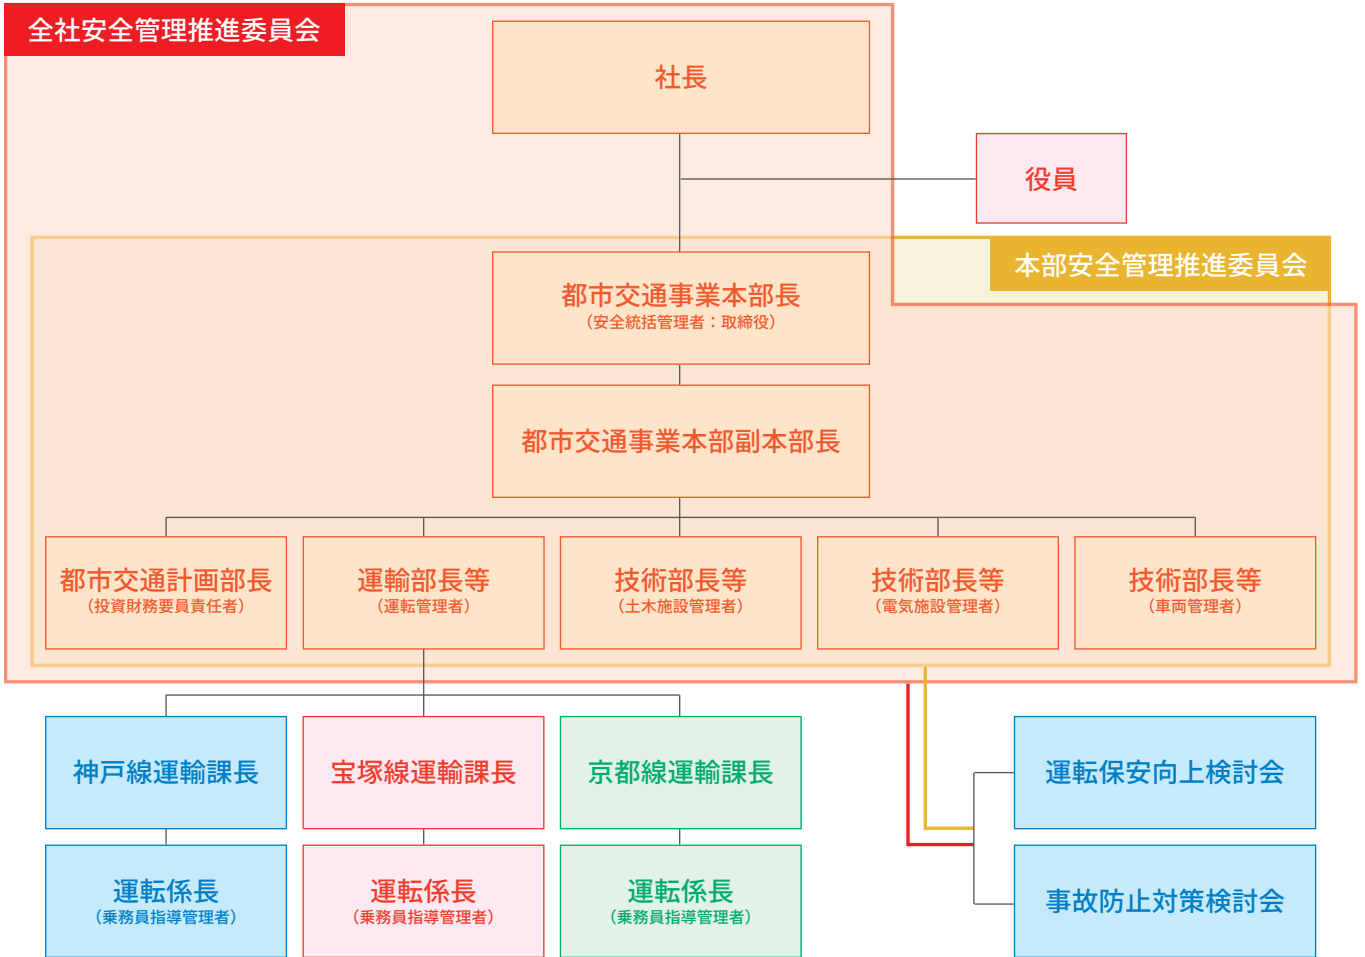 全社安全管理推進委員会
社長
役員
本部安全管理推進委員会
都市交通事業本部長
（安全統括管理者：取締役）
都市交通事業本部副本部長
都市交通計画部長
（投資財務要員責任者）
運輸部長等
（運転管理者）
技術部長等
（土木施設管理者）
技術部長等
（電気施設管理者）
技術部長等
（車両管理者）
神戸線運輸課長
宝塚線運輸課長
京都線運輸課長
運転保安向上検討会
運転係長
（乗務員指導管理者）
運転係長
（乗務員指導管理者）
運転係長
（乗務員指導管理者）
事故防止対策検討会